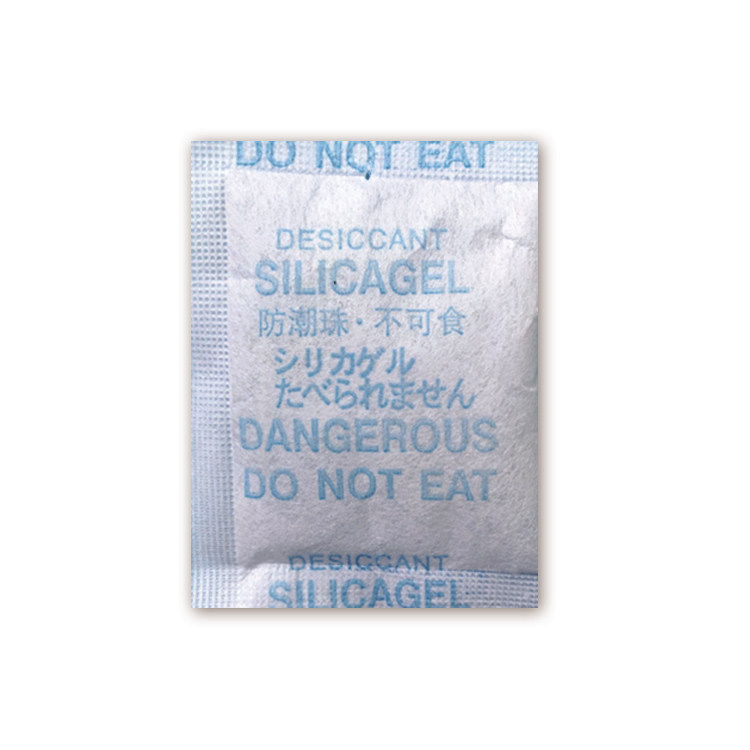 DO NOT EAT
DESICCANT
SILICAGEL
防潮珠・不可食
シリカゲル
たべられません
DANGEROUS
DO NOT EAT
DESICCANT
SILICAGEL